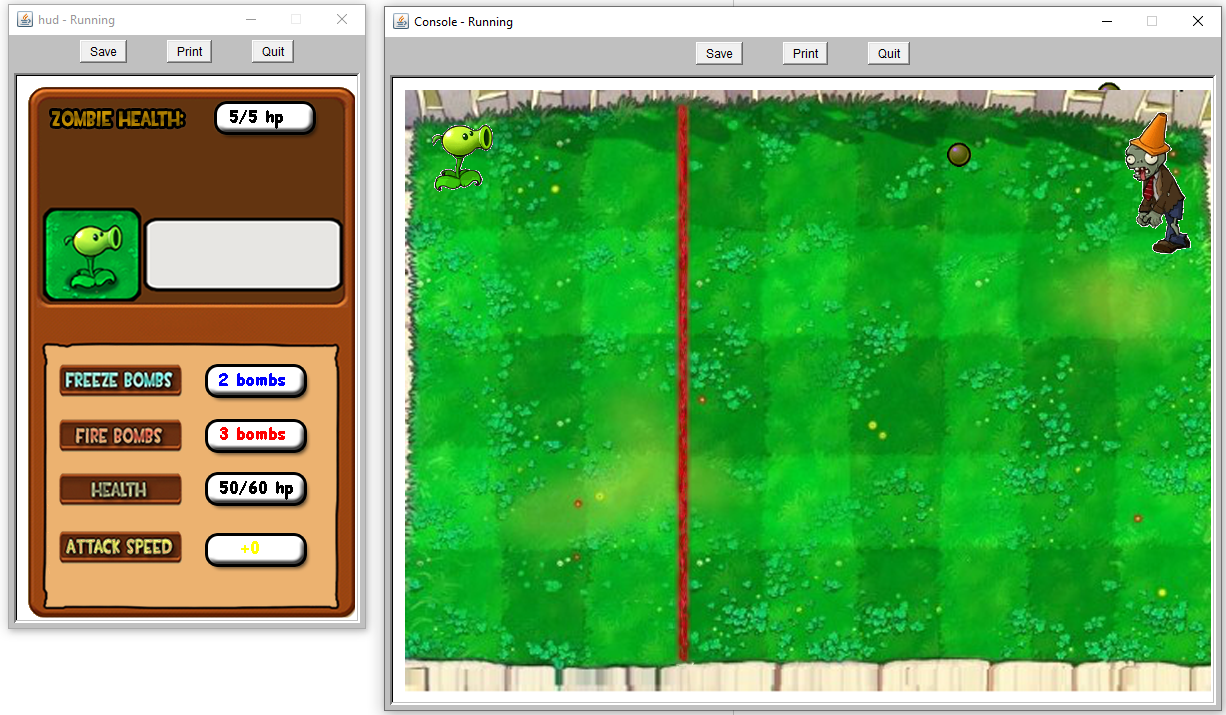 hud - Running
Save Print Quit
ZOMBIE HEALTH: 5/5 hp
FREEZE BOMBS 2 bombs
FIRE BOMBS 3 bombs
HEALTH 50/60 hp
ATTACK SPEED +0
Console - Running
Save Print Quit